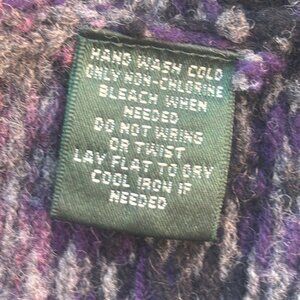 HAND WASH COLD
ONLY NON-CHLORINE
BLEACH WHEN
NEEDED
DO NOT WRING
OR TWIST
LAY FLAT TO DRY
COOL IRON IF
NEEDED